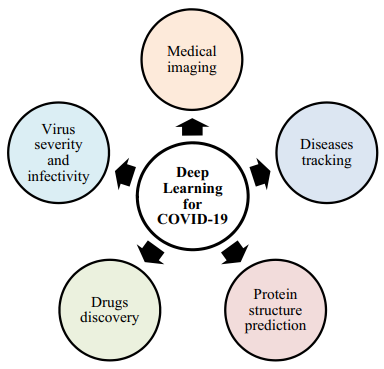 Medical
imaging
Virus
severity
and
infectivity
Diseases
tracking
Deep
Learning
for
COVID-19
Drugs
discovery
Protein
structure
prediction